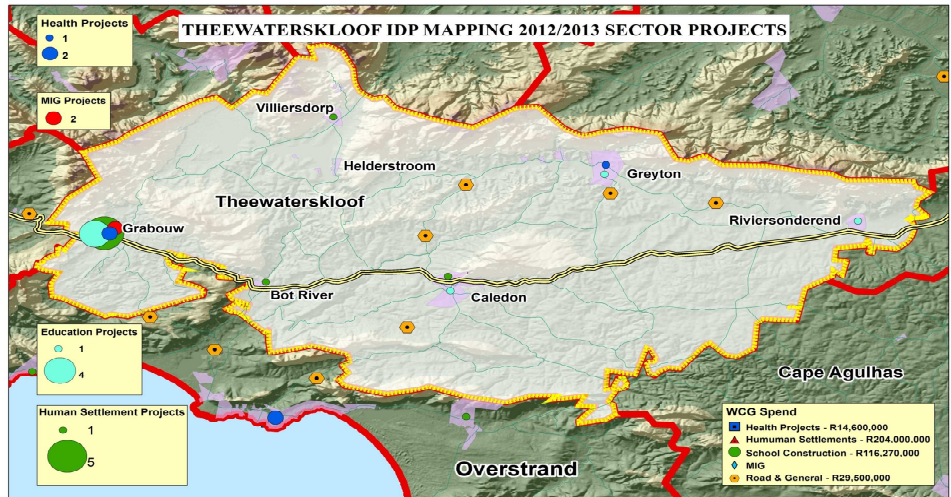 THEEWATERSKLOOF IDP MAPPING 2012/2013 SECTOR PROJECTS
Health Projects
1
2
MIG Projects
2
Villiersdorp
Helderstroom
Greyton
Theewaterskloof
Riviersonderend
Grabouw
Bot River
Caledon
Education Projects
1
4
Cape Agulhas
Human Settlement Projects
1
5
Overstrand
WCG Spend
Health Projects - R14,600,000
Humuman Settlements - R204.000.000
School Construction - R116,270,000
MIG
Road & General - R29,500,000